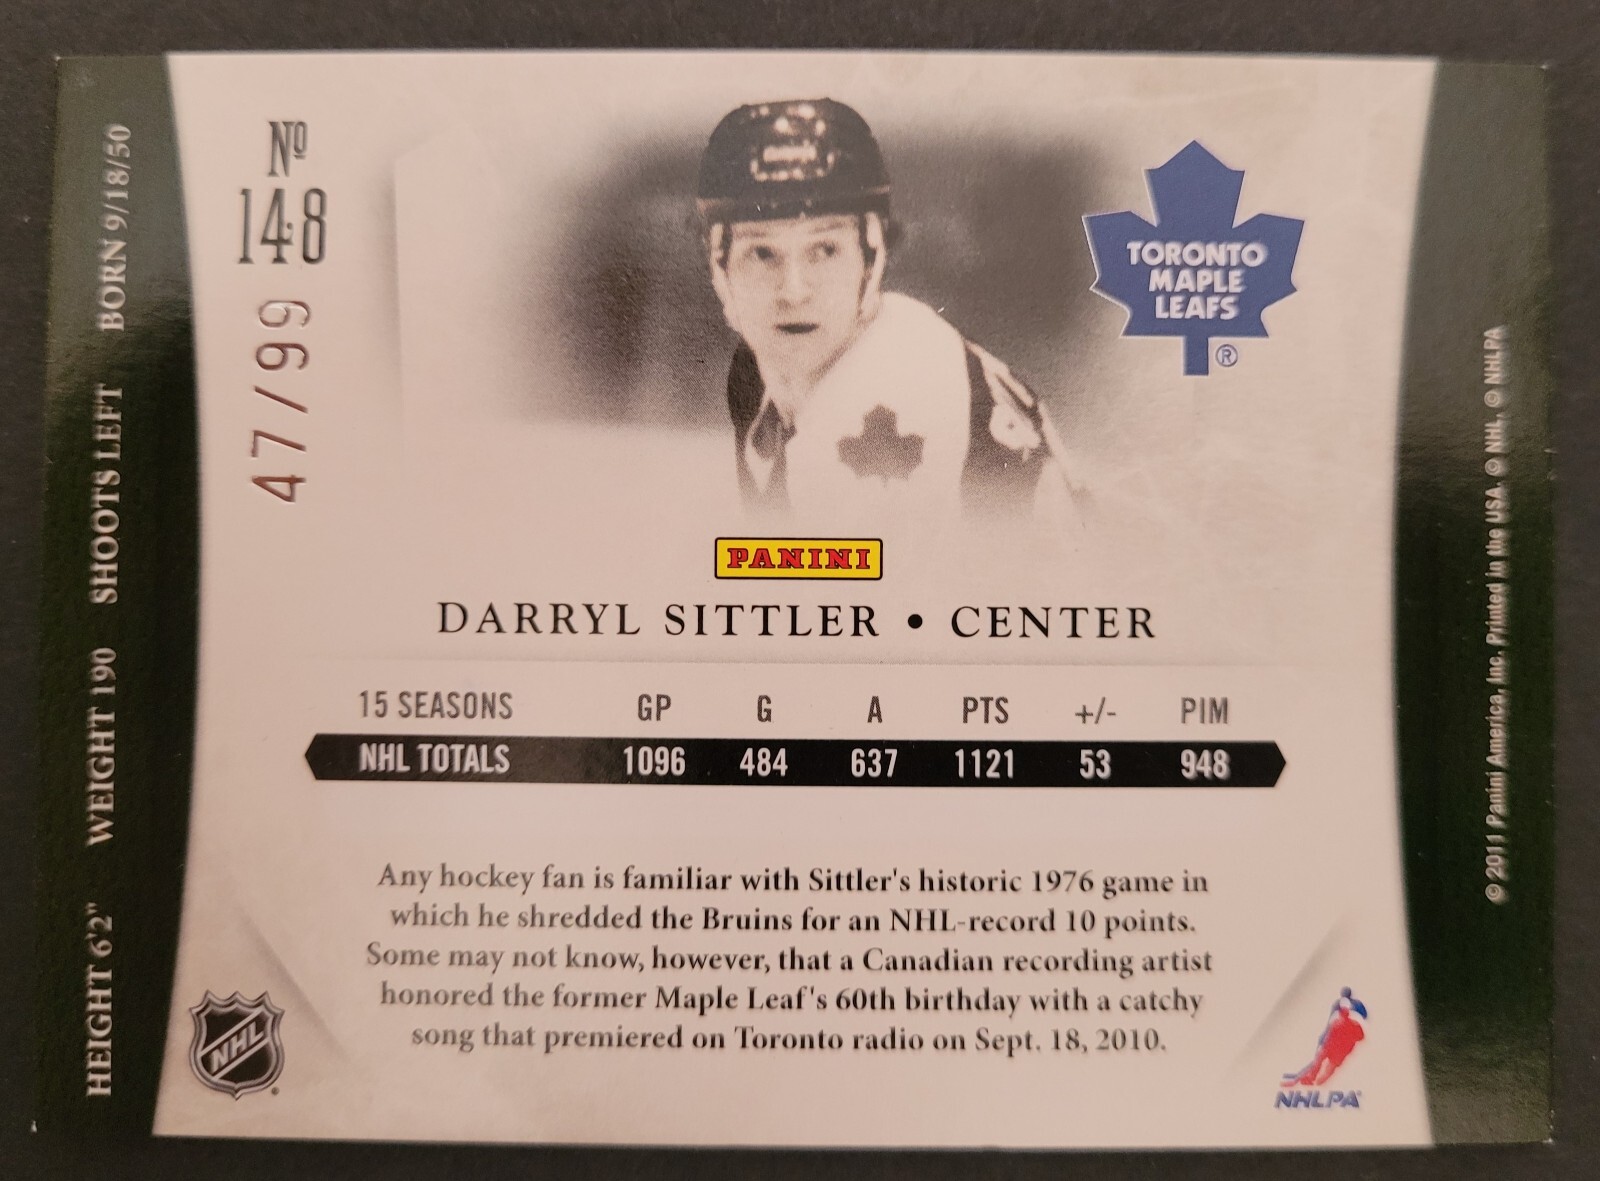 HEIGHT 6'2" WEIGHT 190 SHOOTS LEFT BORN 9/18/50
Nº
148
47/99
TORONTO
MAPLE
LEAFS
®
PANINI
DARRYL SITTLER • CENTER
15 SEASONS GP G A PTS +/- PIM
NHL TOTALS 1096 484 637 1121 53 948
Any hockey fan is familiar with Sittler's historic 1976 game in
which he shredded the Bruins for an NHL-record 10 points.
Some may not know, however, that a Canadian recording artist
honored the former Maple Leaf's 60th birthday with a catchy
song that premiered on Toronto radio on Sept. 18, 2010.
NHL
NHLPA
© 2011 Panini America, Inc. Printed in the USA. © NHL. © NHLPA